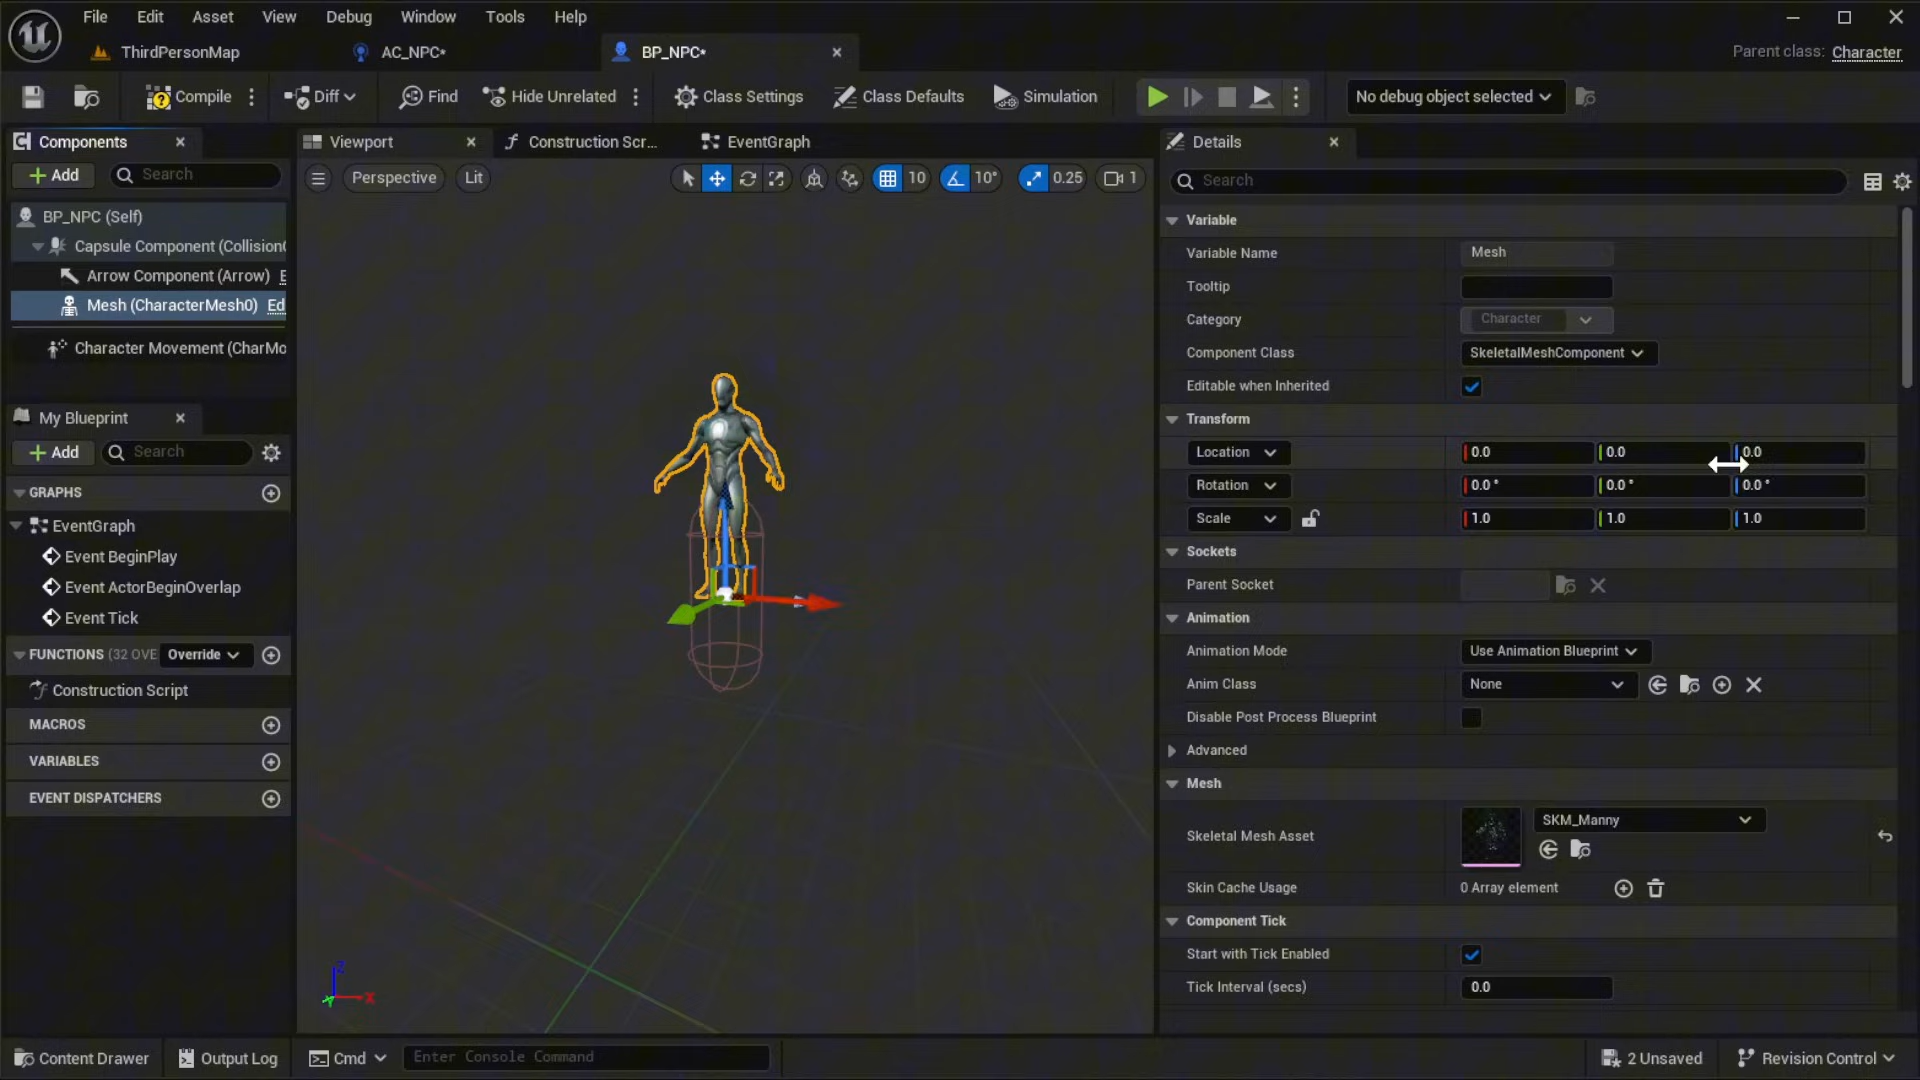 File Edit Asset View Debug Window Tools Help
ThirdPersonMap AC_NPC* BP_NPC* Parent class: Character
Compile Diff Find Hide Unrelated Class Settings Class Defaults Simulation No debug object selected
Components Viewport Construction Scr... EventGraph Details
Add Search Perspective Lit 10 10° 0.25 1 Search
BP_NPC (Self)
Capsule Component (Collision
Arrow Component (Arrow) E
Mesh (CharacterMesh0) Ed
Character Movement (CharMo
My Blueprint
Add Search
GRAPHS
EventGraph
Event BeginPlay
Event ActorBeginOverlap
Event Tick
FUNCTIONS (32 OVE Override
Construction Script
MACROS
VARIABLES
EVENT DISPATCHERS
Z
X
Y
Variable
Variable Name Mesh
Tooltip
Category Character
Component Class SkeletalMeshComponent
Editable when Inherited
Transform
Location 0.0 0.0 0.0
Rotation 0.0 ° 0.0 ° 0.0 °
Scale 1.0 1.0 1.0
Sockets
Parent Socket
Animation
Animation Mode Use Animation Blueprint
Anim Class None
Disable Post Process Blueprint
Advanced
Mesh
Skeletal Mesh Asset SKM_Manny
Skin Cache Usage 0 Array element
Component Tick
Start with Tick Enabled
Tick Interval (secs) 0.0
Content Drawer Output Log Cmd Enter Console Command 2 Unsaved Revision Control